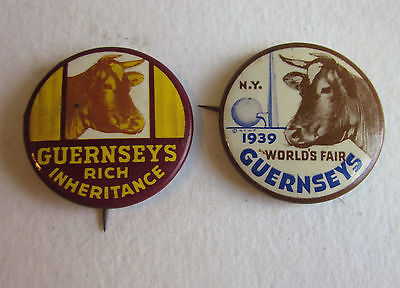 GUERNSEYS
RICH
INHERITANCE
N.Y.
1939
WORLD'S FAIR
GUERNSEYS